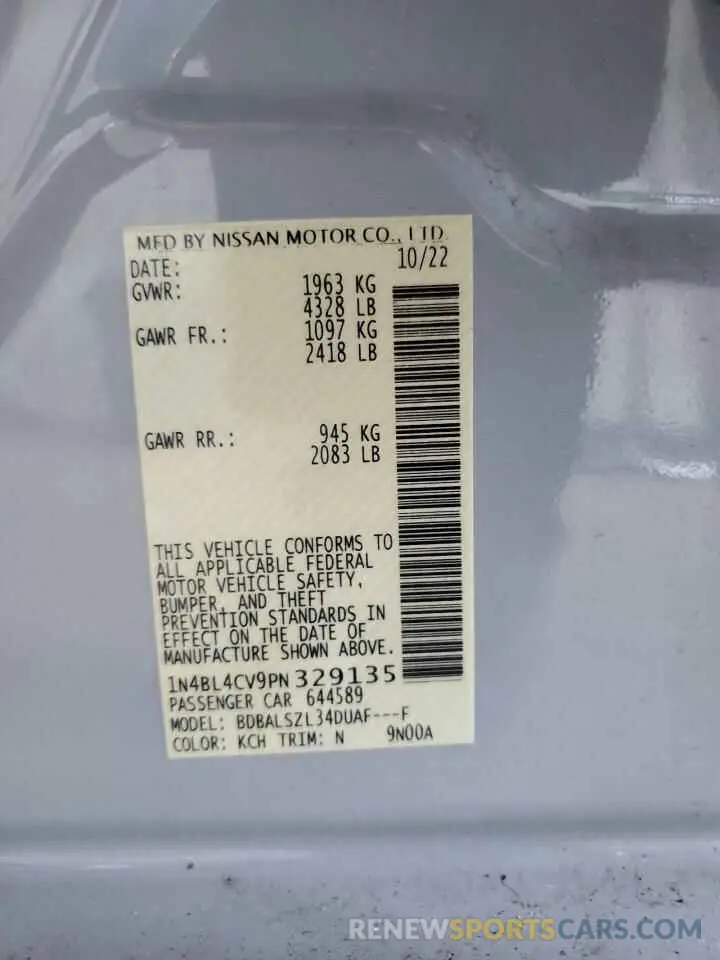 MFD BY NISSAN MOTOR CO., LTD.
DATE: 10/22
GVWR: 1963 KG
4328 LB
GAWR FR.: 1097 KG
2418 LB
GAWR RR.: 945 KG
2083 LB
THIS VEHICLE CONFORMS TO
ALL APPLICABLE FEDERAL
MOTOR VEHICLE SAFETY,
BUMPER, AND THEFT
PREVENTION STANDARDS IN
EFFECT ON THE DATE OF
MANUFACTURE SHOWN ABOVE.
1N4BL4CV9PN 329135
PASSENGER CAR 644589
MODEL: BDBALSZL34DUAF---F
COLOR: KCH TRIM: N 9N00A
RENEWSPORTSCARS.COM